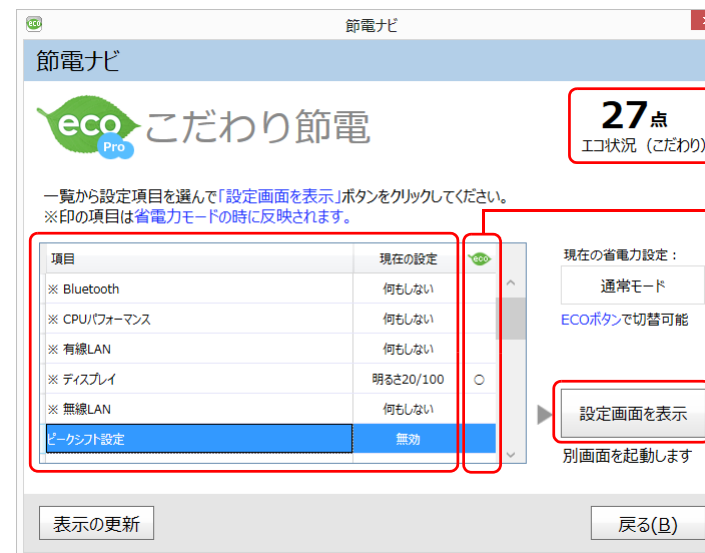 eco
節電ナビ
節電ナビ
eco
Pro
こだわり節電
27点
エコ状況（こだわり）
一覧から設定項目を選んで「設定画面を表示」ボタンをクリックしてください。
※印の項目は省電力モードの時に反映されます。
項目 現在の設定 eco
※ Bluetooth 何もしない
※ CPUパフォーマンス 何もしない
※ 有線LAN 何もしない
※ ディスプレイ 明るさ20/100 ○
※ 無線LAN 何もしない
ピークシフト設定 無効
現在の省電力設定：
通常モード
ECOボタンで切替可能
設定画面を表示
別画面を起動します
表示の更新
戻る(B)